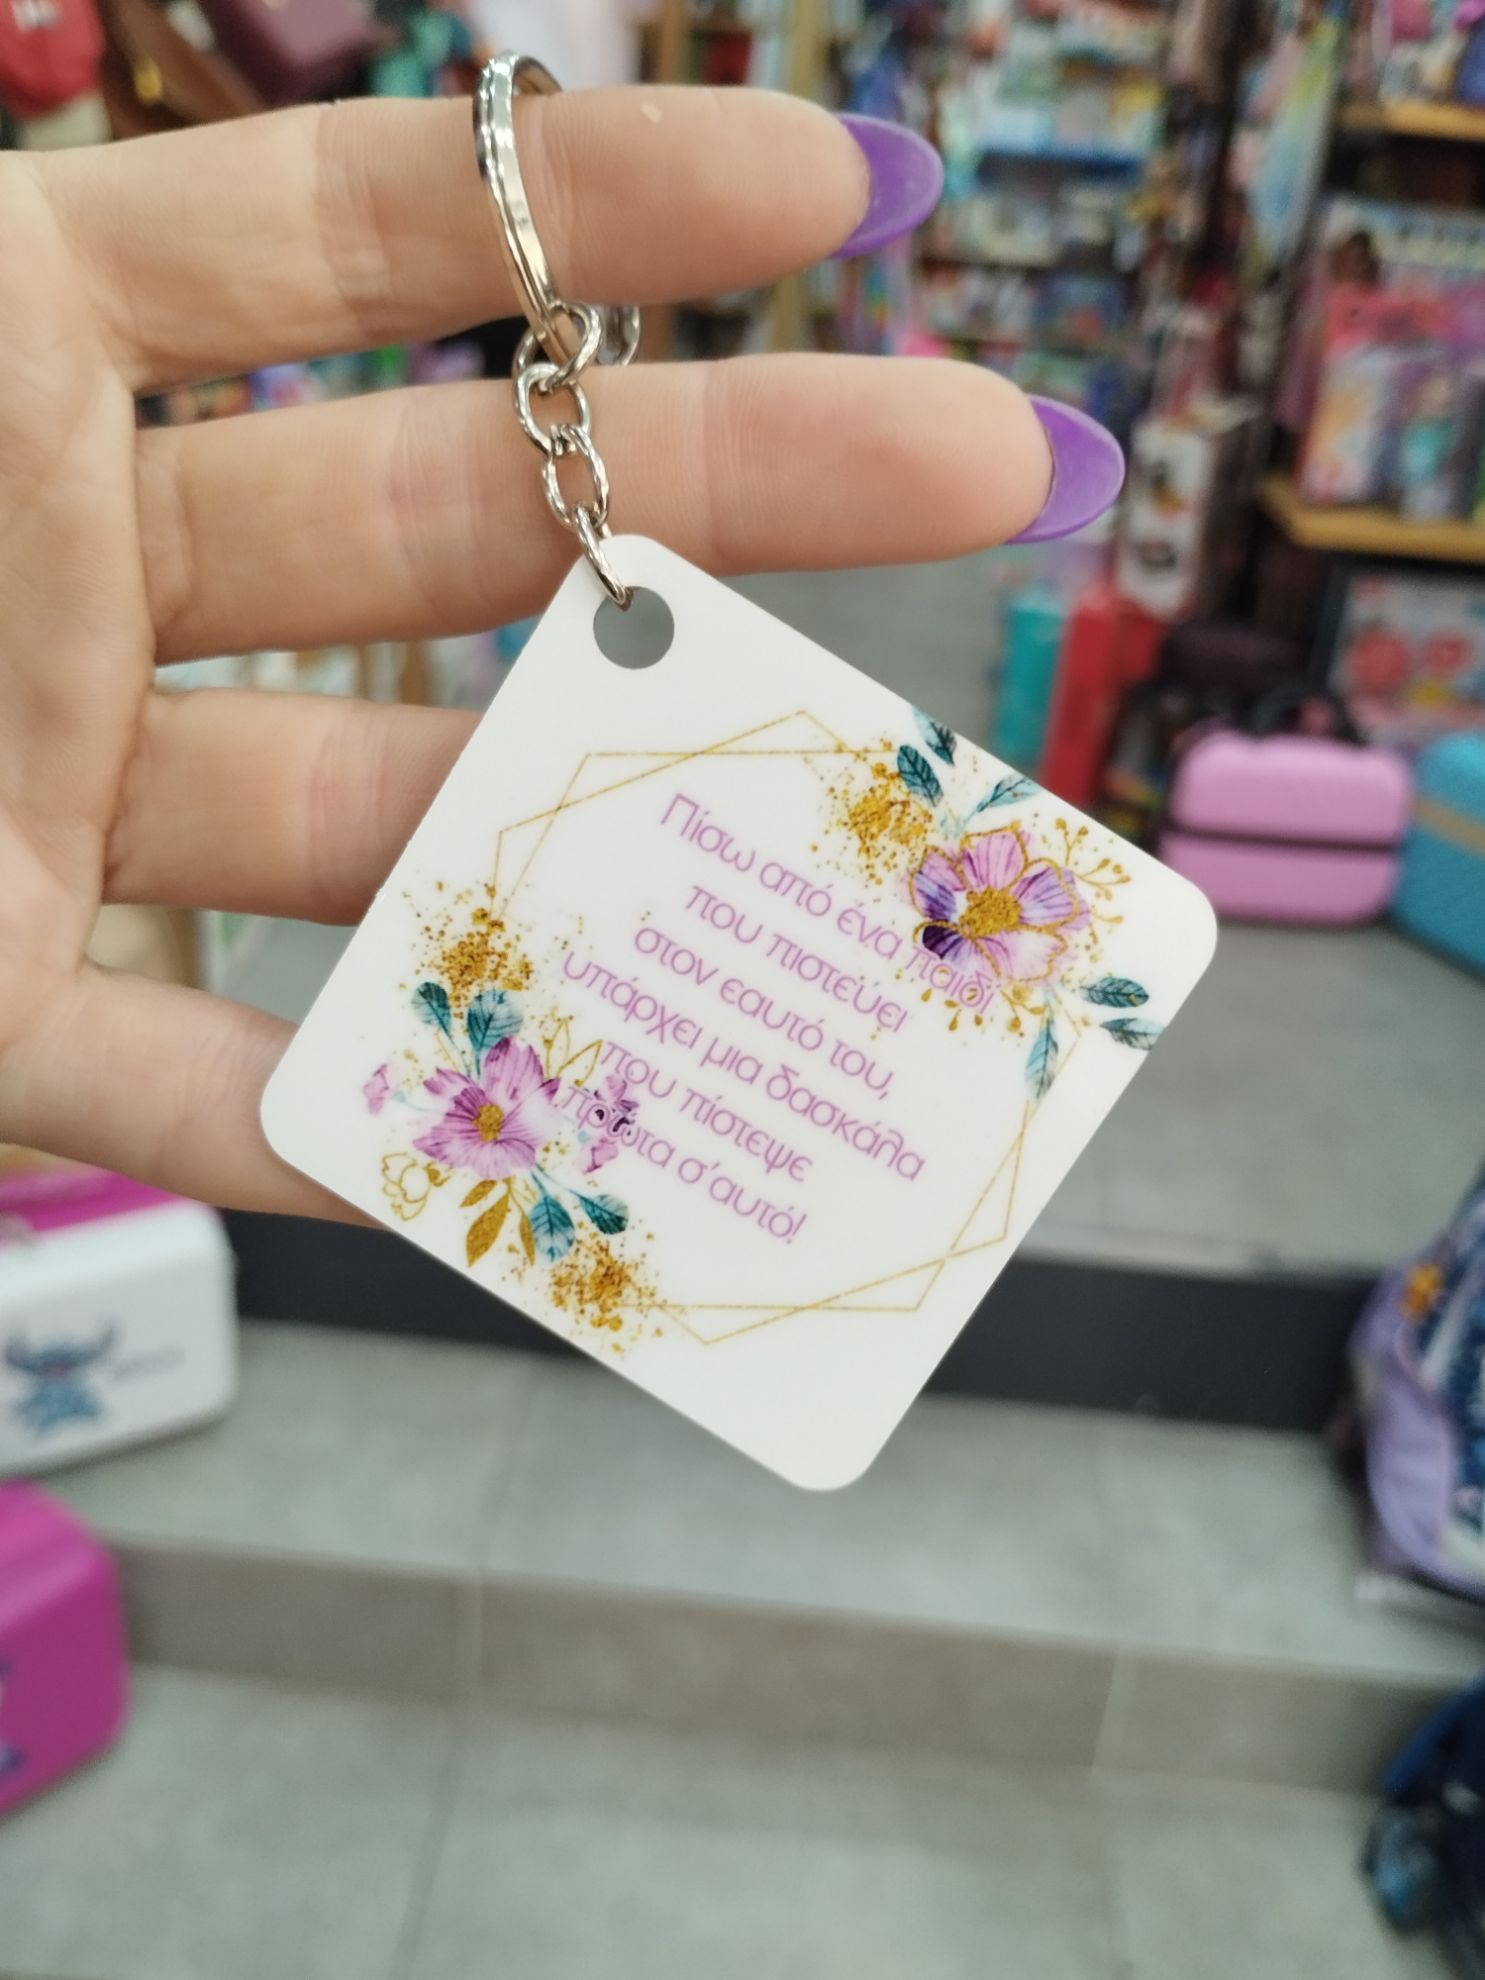 Πίσω από ένα παιδί
που πιστεύει
στον εαυτό του,
υπάρχει μια δασκάλα
που πίστεψε
πρώτα σ'αυτό!